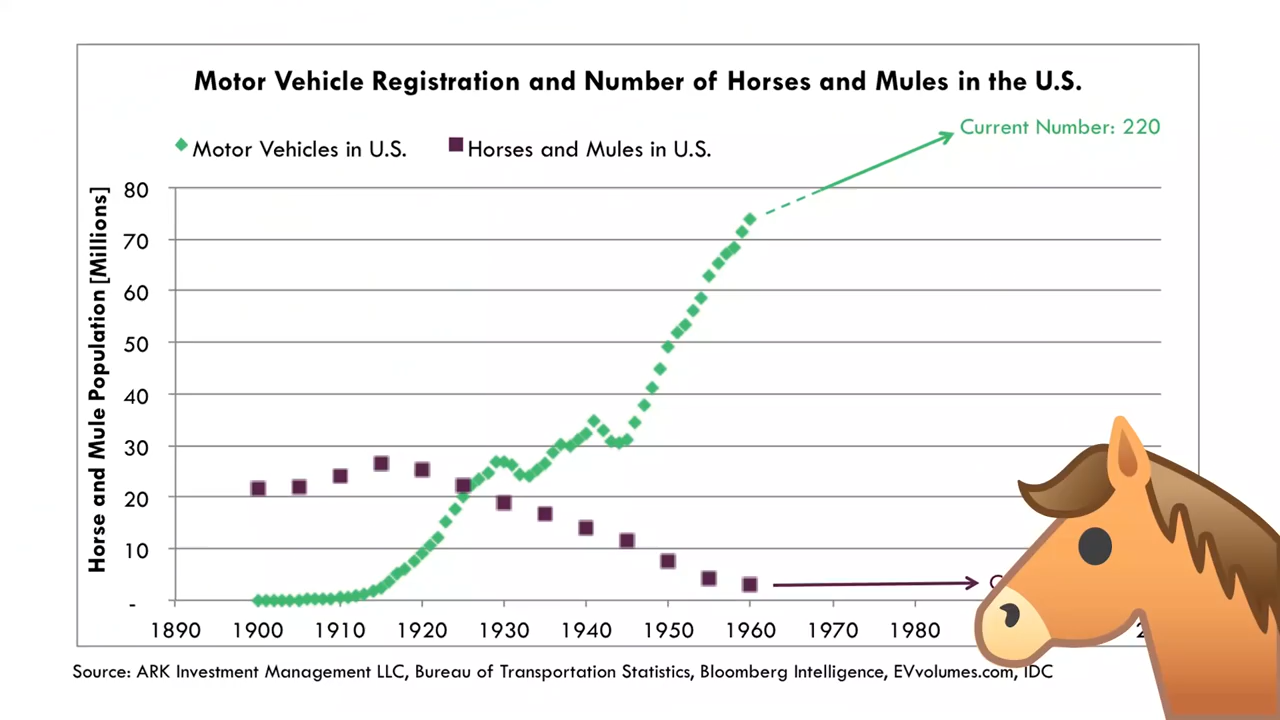 Motor Vehicle Registration and Number of Horses and Mules in the U.S.
Current Number: 220
Motor Vehicles in U.S.
Horses and Mules in U.S.
Horse and Mule Population [Millions]
80
70
60
50
40
30
20
10
-
1890 1900 1910 1920 1930 1940 1950 1960 1970 1980
Source: ARK Investment Management LLC, Bureau of Transportation Statistics, Bloomberg Intelligence, EVvolumes.com, IDC